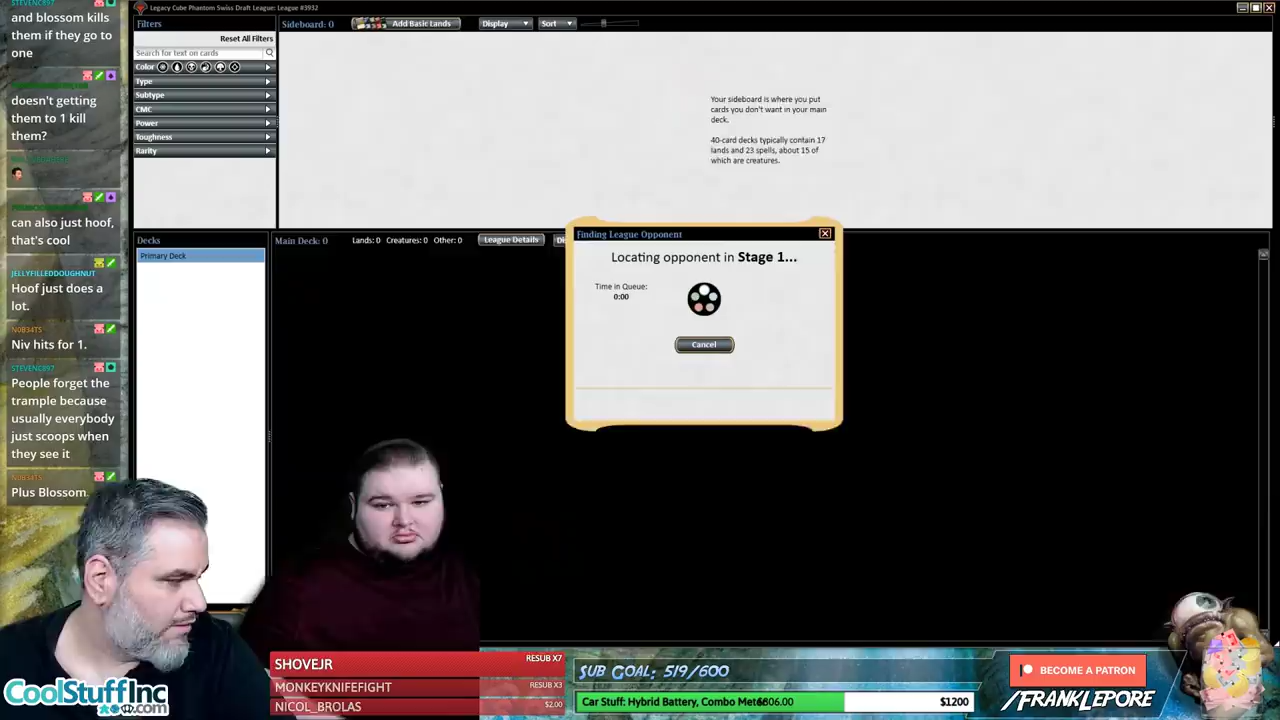 STEVENC897
and blossom kills
them if they go to
one
doesn't getting
them to 1 kill
them?
can also just hoof,
that's cool
JELLYFILLEDDOUGHNUT
Hoof just does a
lot.
N0B34TS
Niv hits for 1.
STEVENC897
People forget the
trample because
usually everybody
just scoops when
they see it
N0B34TS
Plus Blossom.
Legacy Cube Phantom Swiss Draft League: League #3932
Filters
Reset All Filters
Search for text on cards
Color
Type
Subtype
CMC
Power
Toughness
Rarity
Sideboard: 0
Add Basic Lands
Display
Sort
Your sideboard is where you put
cards you don't want in your main
deck.
40-card decks typically contain 17
lands and 23 spells, about 15 of
which are creatures.
Decks
Primary Deck
Main Deck: 0
Lands: 0 Creatures: 0 Other: 0
League Details
Di
Finding League Opponent
Locating opponent in Stage 1...
Time in Queue:
0:00
Cancel
CoolStuffInc
.com
SHOVEJR RESUB X7
MONKEYKNIFEFIGHT RESUB X3
NICOL_BROLAS $2.00
SUB GOAL: 519/600
Car Stuff: Hybrid Battery, Combo Mete
$1200
BECOME A PATRON
/FRANKLEPORE